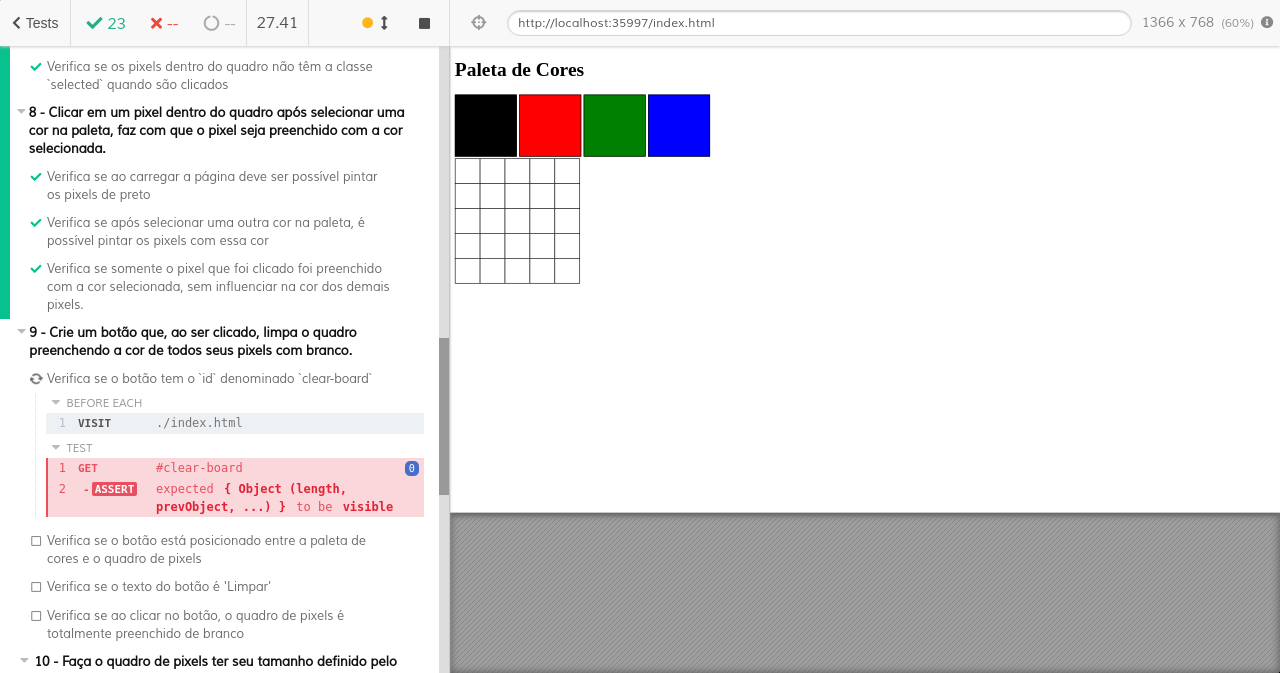 Tests 23 -- -- 27.41
http://localhost:35997/index.html 1366 x 768 (60%)
Verifica se os pixels dentro do quadro não têm a classe
`selected` quando são clicados
8 - Clicar em um pixel dentro do quadro após selecionar uma
cor na paleta, faz com que o pixel seja preenchido com a cor
selecionada.
Verifica se ao carregar a página deve ser possível pintar
os pixels de preto
Verifica se após selecionar uma outra cor na paleta, é
possível pintar os pixels com essa cor
Verifica se somente o pixel que foi clicado foi preenchido
com a cor selecionada, sem influenciar na cor dos demais
pixels.
9 - Crie um botão que, ao ser clicado, limpa o quadro
preenchendo a cor de todos seus pixels com branco.
Verifica se o botão tem o `id` denominado `clear-board`
BEFORE EACH
1 VISIT ./index.html
TEST
1 GET #clear-board 0
2 -ASSERT expected { Object (length,
prevObject, ...) } to be visible
Verifica se o botão está posicionado entre a paleta de
cores e o quadro de pixels
Verifica se o texto do botão é 'Limpar'
Verifica se ao clicar no botão, o quadro de pixels é
totalmente preenchido de branco
10 - Faça o quadro de pixels ter seu tamanho definido pelo
Paleta de Cores